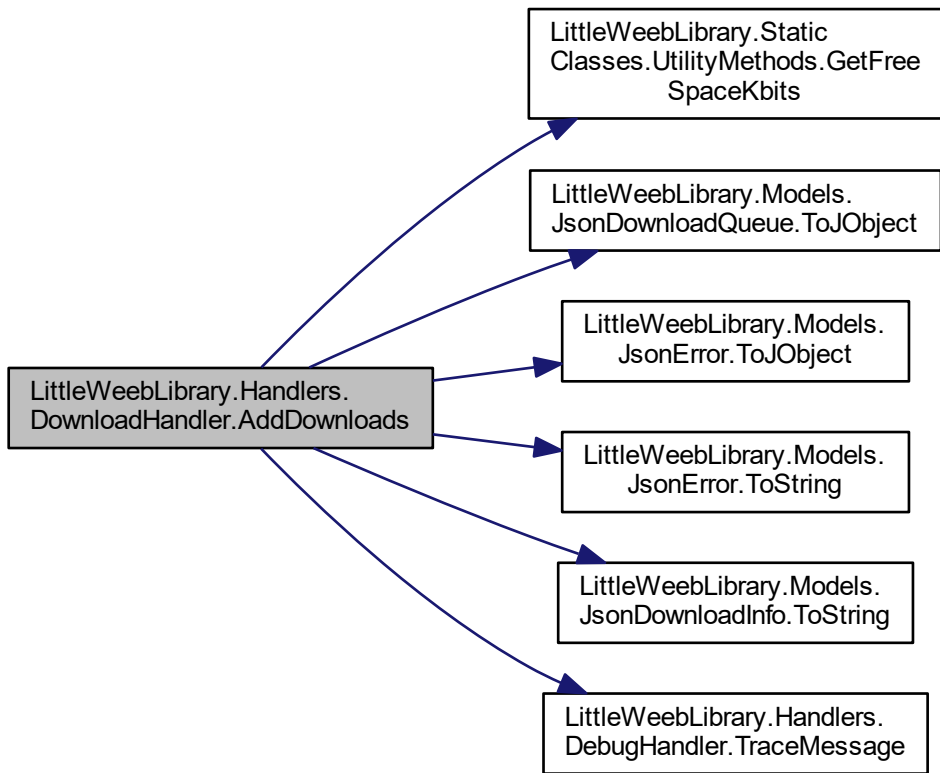 LittleWeebLibrary.Static
Classes.UtilityMethods.GetFree
SpaceKbits
LittleWeebLibrary.Models.
JsonDownloadQueue.ToJObject
LittleWeebLibrary.Models.
JsonError.ToJObject
LittleWeebLibrary.Handlers.
DownloadHandler.AddDownloads
LittleWeebLibrary.Models.
JsonError.ToString
LittleWeebLibrary.Models.
JsonDownloadInfo.ToString
LittleWeebLibrary.Handlers.
DebugHandler.TraceMessage